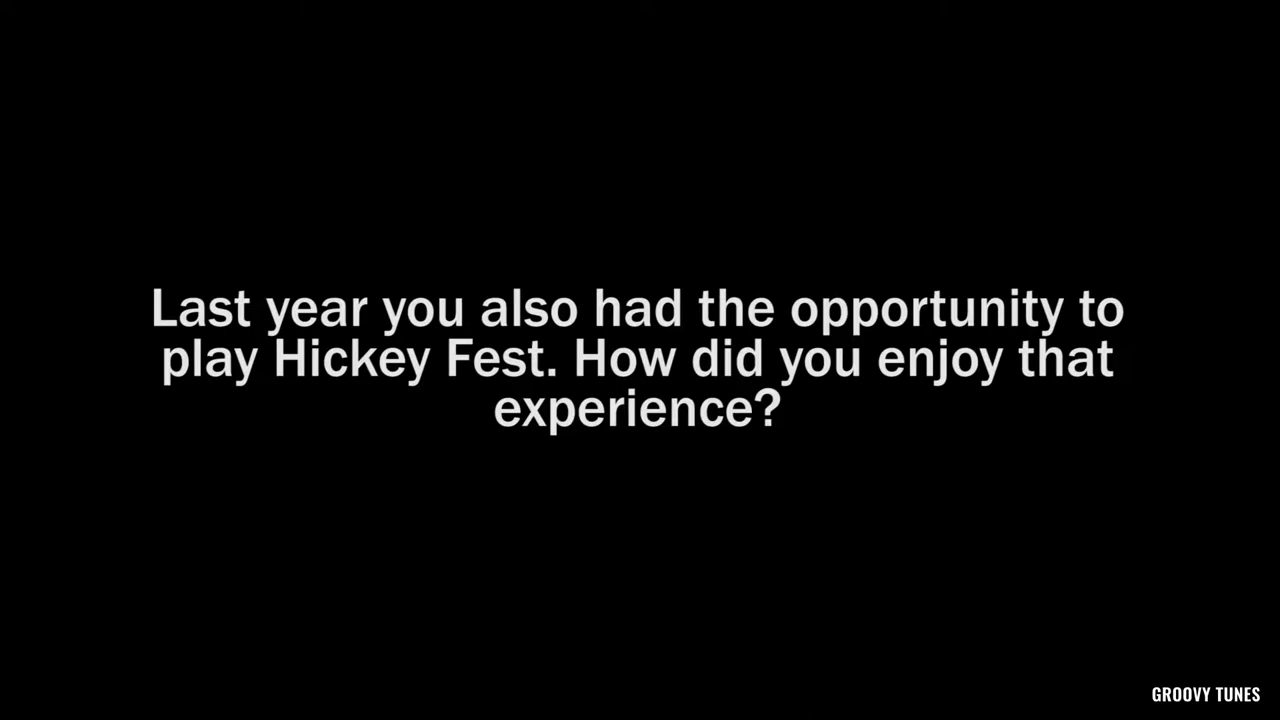 Last year you also had the opportunity to
play Hickey Fest. How did you enjoy that
experience?
GROOVY TUNES